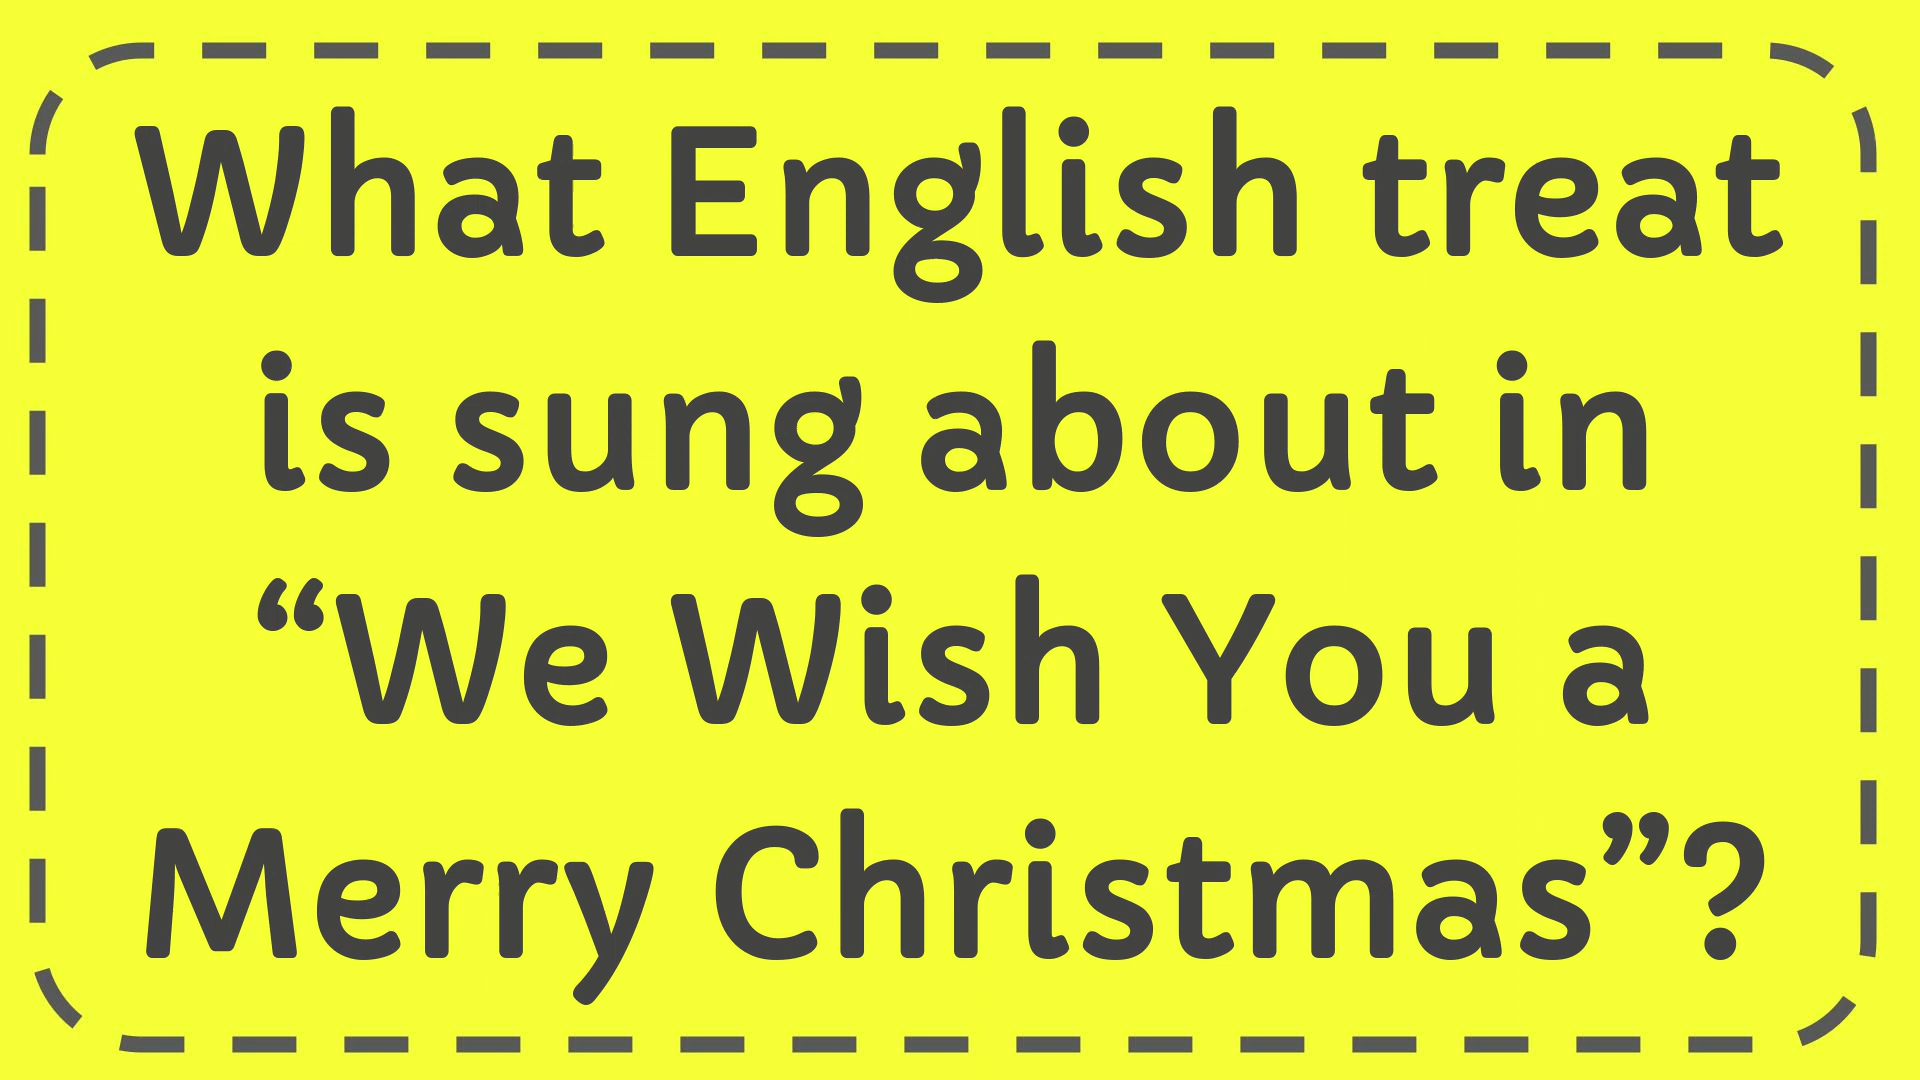 What English treat
is sung about in
“We Wish You a
Merry Christmas”?